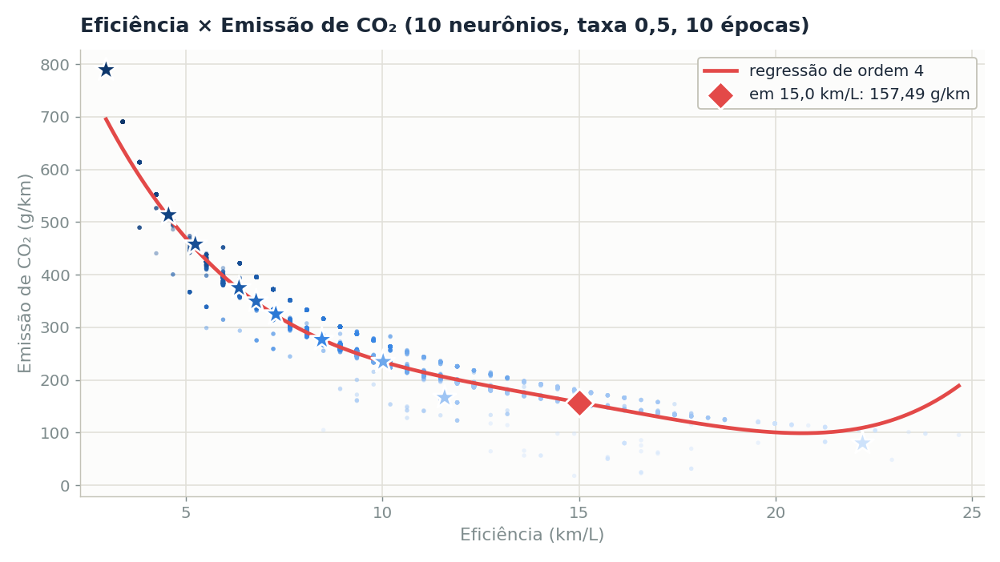 Eficiência × Emissão de CO₂ (10 neurônios, taxa 0,5, 10 épocas)
regressão de ordem 4
em 15,0 km/L: 157,49 g/km
Emissão de CO₂ (g/km)
800
700
600
500
400
300
200
100
0
5
10
15
20
25
Eficiência (km/L)